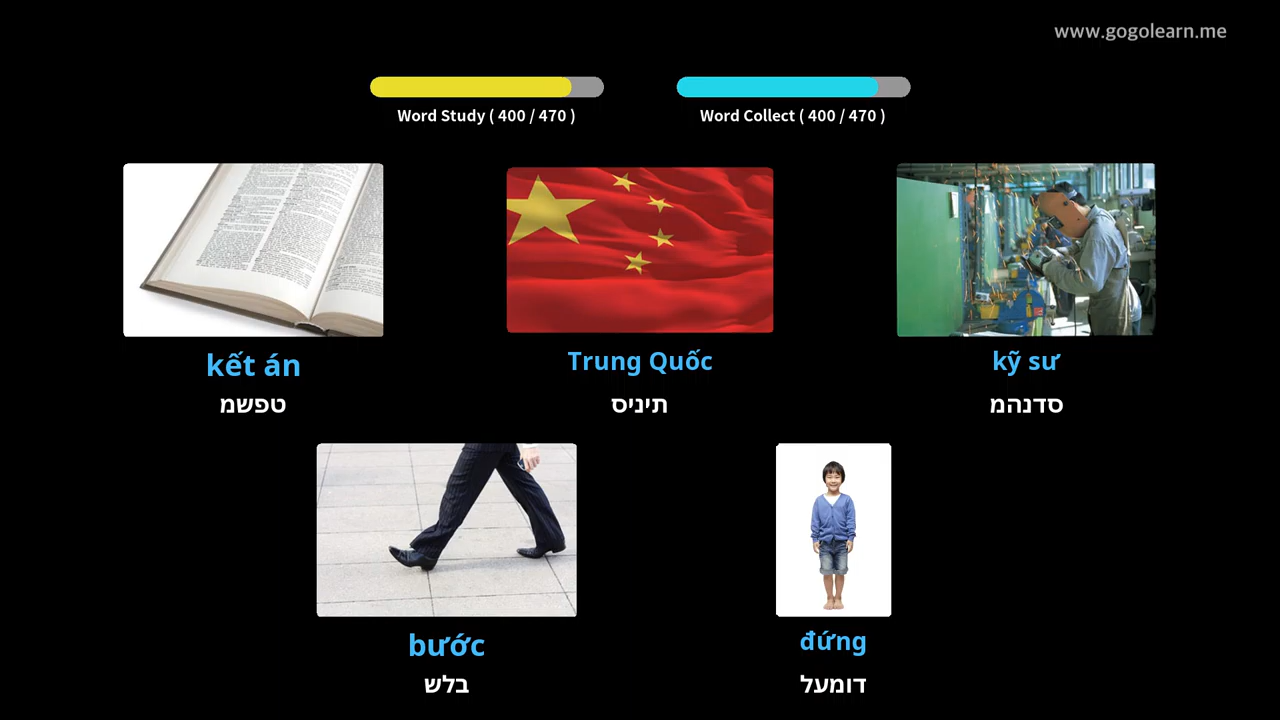 www.gogolearn.me
Word Study ( 400 / 470 )
Word Collect ( 400 / 470 )
kết án
טפשמ
Trung Quốc
תיניס
kỹ sư
סדנהמ
bước
בלש
đứng
דומעל